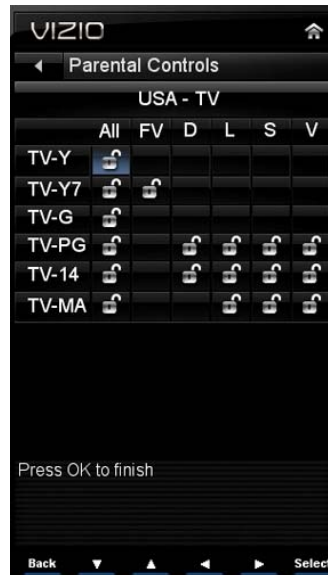 VIZIO
Parental Controls
USA - TV
All FV D L S V
TV-Y
TV-Y7
TV-G
TV-PG
TV-14
TV-MA
Press OK to finish
Back Select